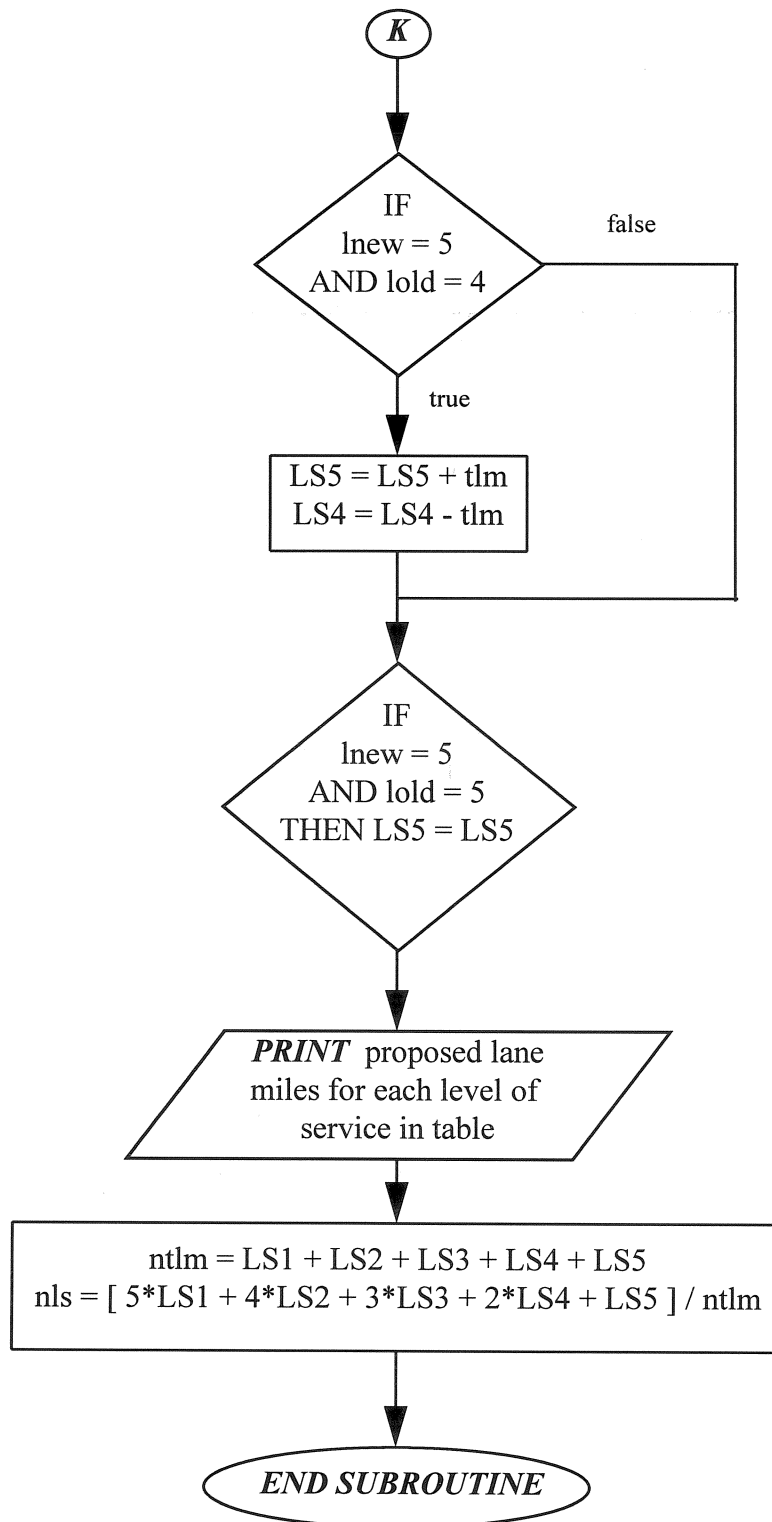 K
IF
lnew = 5
AND lold = 4
false
true
LS5 = LS5 + tlm
LS4 = LS4 - tlm
IF
lnew = 5
AND lold = 5
THEN LS5 = LS5
PRINT proposed lane
miles for each level of
service in table
ntlm = LS1 + LS2 + LS3 + LS4 + LS5
nls = [ 5*LS1 + 4*LS2 + 3*LS3 + 2*LS4 + LS5 ] / ntlm
END SUBROUTINE